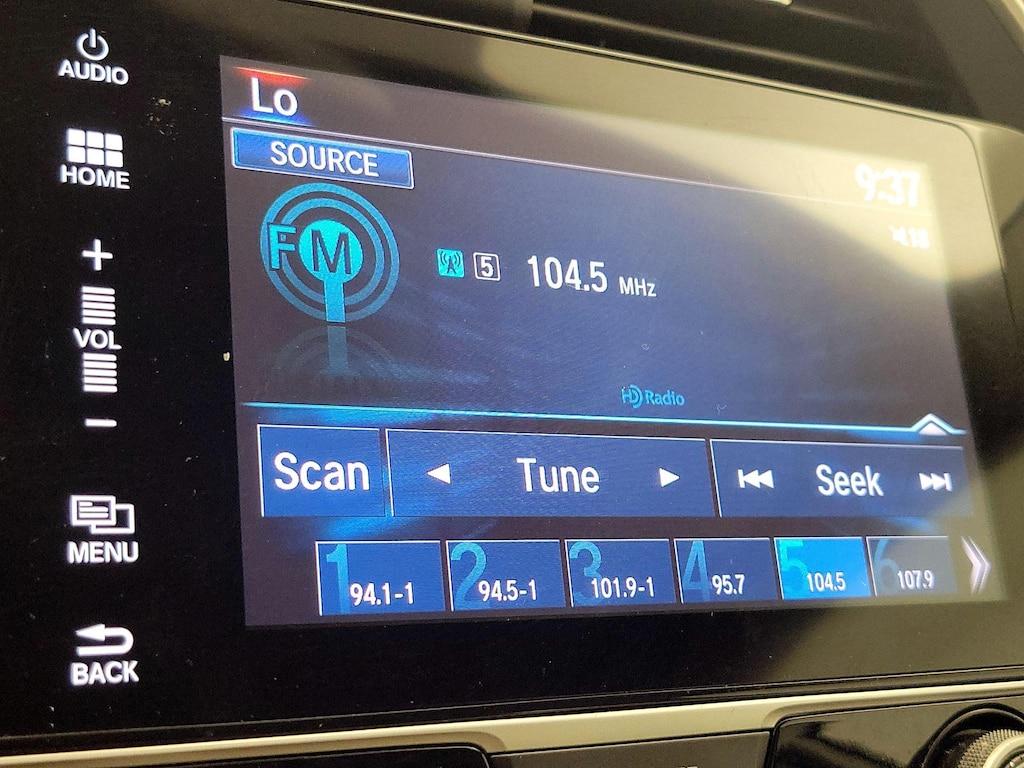 AUDIO
HOME
+
VOL
−
MENU
BACK
Lo
SOURCE
9:37
18
FM
5 104.5 MHz
HD Radio
Scan Tune Seek
1 94.1-1 2 94.5-1 3 101.9-1 4 95.7 5 104.5 6 107.9